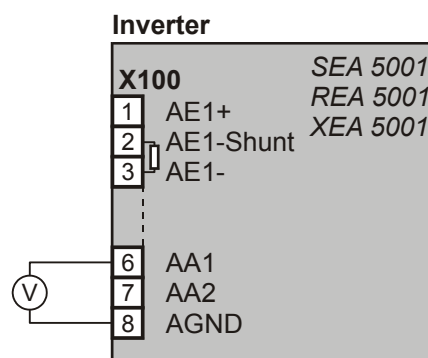 Inverter
X100
SEA 5001
REA 5001
XEA 5001
1 AE1+
2 AE1-Shunt
3 AE1-
6 AA1
7 AA2
8 AGND
V